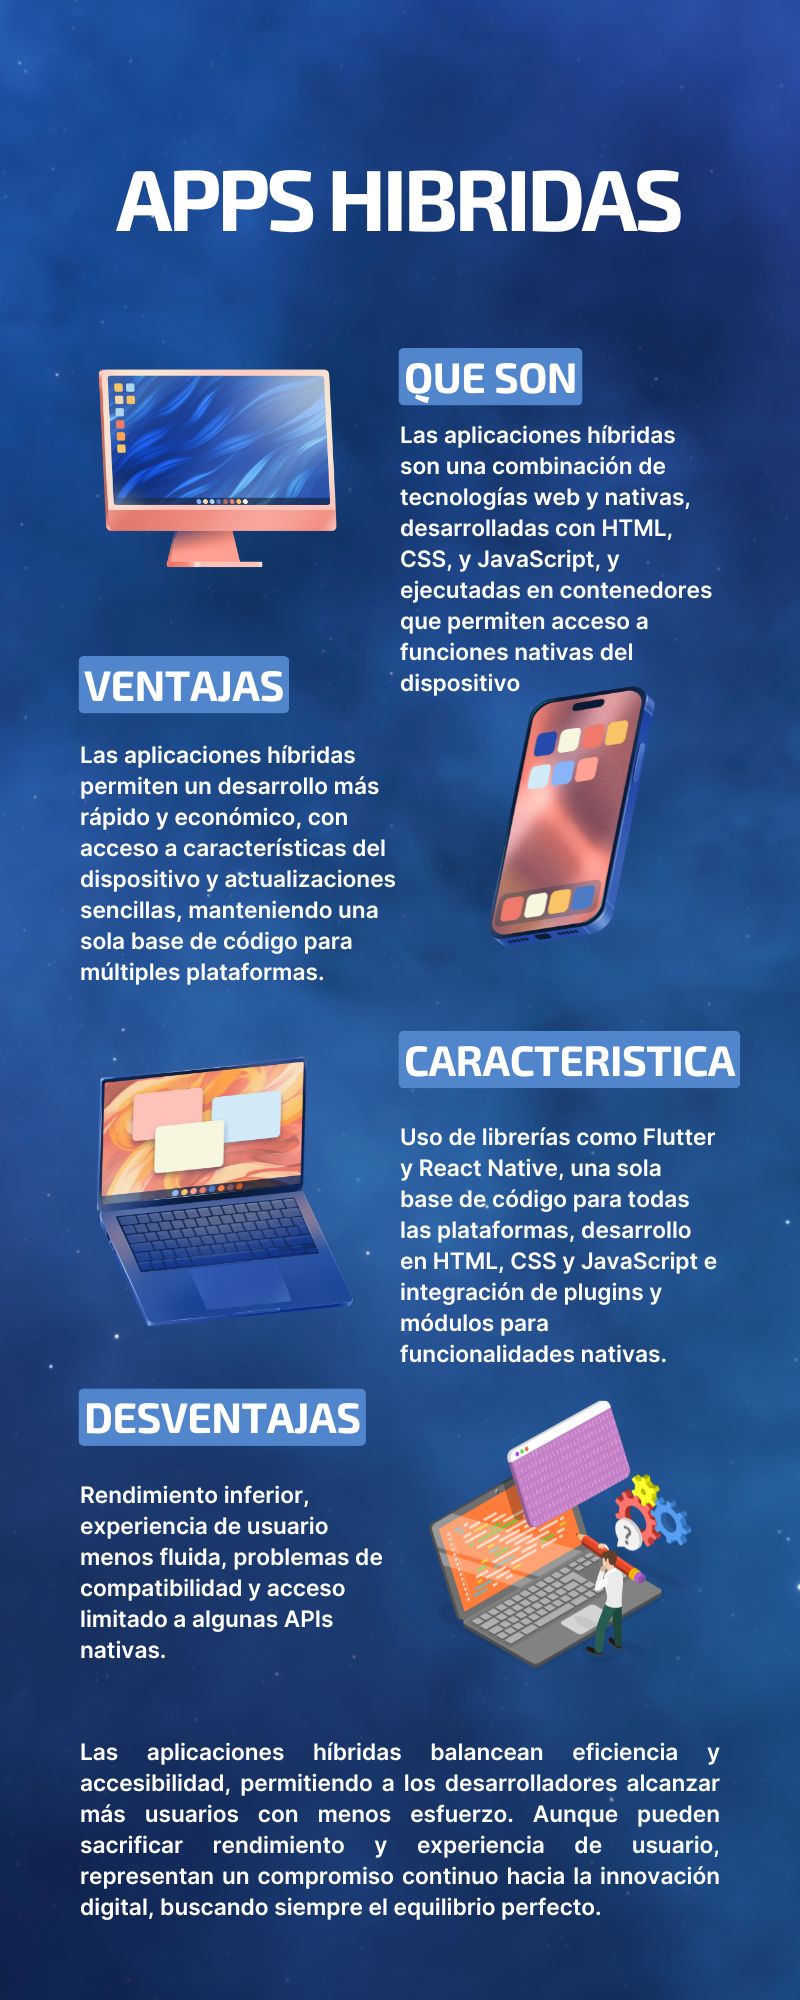 APPS HIBRIDAS
QUE SON
Las aplicaciones híbridas
son una combinación de
tecnologías web y nativas,
desarrolladas con HTML,
CSS, y JavaScript, y
ejecutadas en contenedores
que permiten acceso a
funciones nativas del
dispositivo
VENTAJAS
Las aplicaciones híbridas
permiten un desarrollo más
rápido y económico, con
acceso a características del
dispositivo y actualizaciones
sencillas, manteniendo una
sola base de código para
múltiples plataformas.
CARACTERISTICA
Uso de librerías como Flutter
y React Native, una sola
base de código para todas
las plataformas, desarrollo
en HTML, CSS y JavaScript e
integración de plugins y
módulos para
funcionalidades nativas.
DESVENTAJAS
Rendimiento inferior,
experiencia de usuario
menos fluida, problemas de
compatibilidad y acceso
limitado a algunas APIs
nativas.
?
Las aplicaciones híbridas balancean eficiencia y
accesibilidad, permitiendo a los desarrolladores alcanzar
más usuarios con menos esfuerzo. Aunque pueden
sacrificar rendimiento y experiencia de usuario,
representan un compromiso continuo hacia la innovación
digital, buscando siempre el equilibrio perfecto.